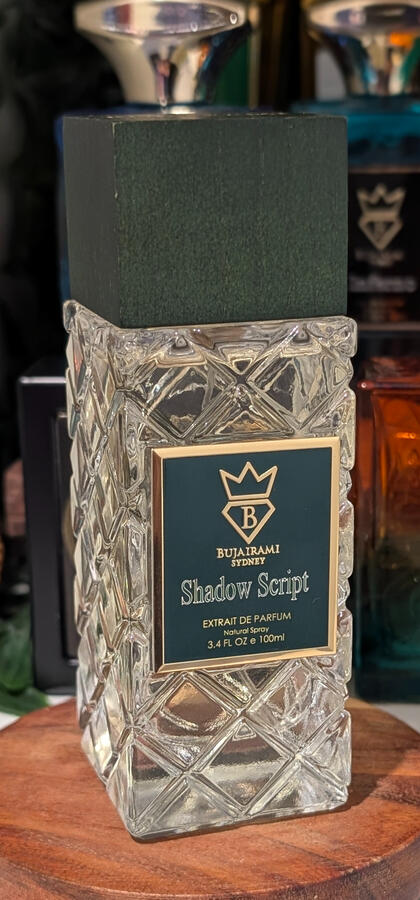 B
BUJAIRAMI
SYDNEY
Shadow Script
EXTRAIT DE PARFUM
Natural Spray
3.4 FL OZ e 100ml